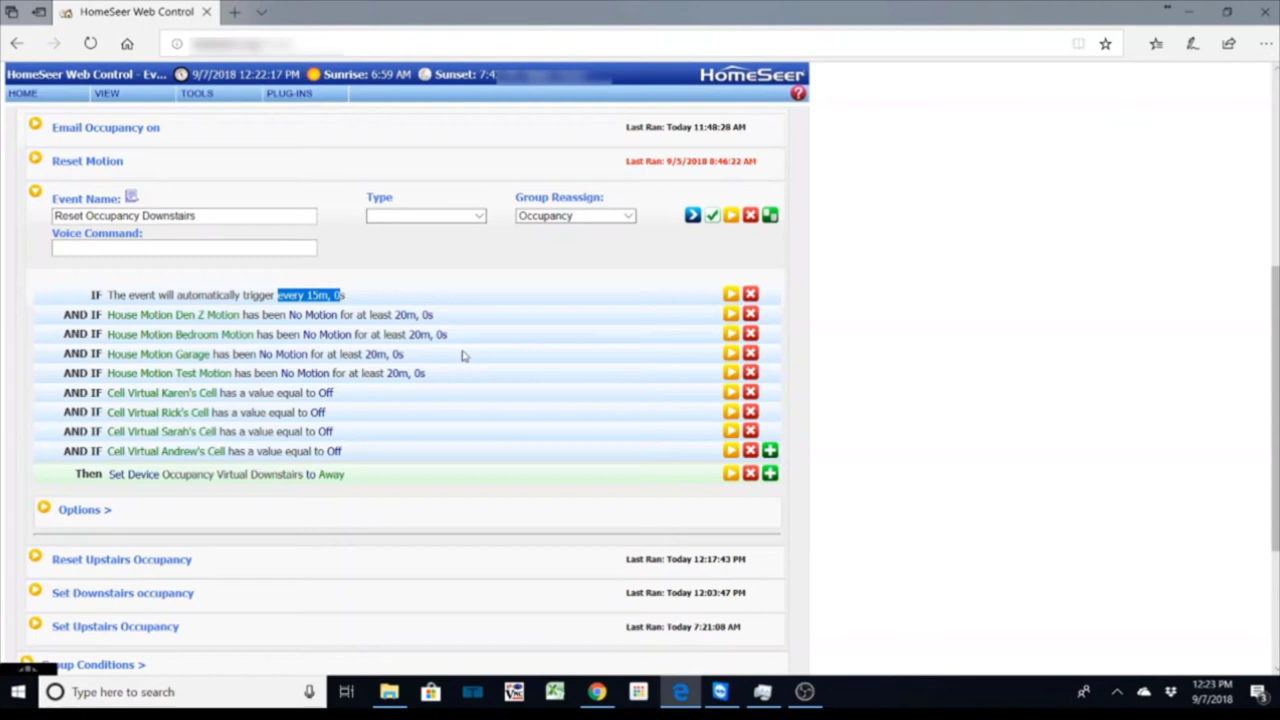 HomeSeer Web Control
HomeSeer Web Control - Ev... 9/7/2018 12:22:17 PM Sunrise: 6:59 AM Sunset: 7:4 HomeSeer
HOME VIEW TOOLS PLUG-INS ?
Email Occupancy on Last Ran: Today 11:48:28 AM
Reset Motion Last Ran: 9/5/2018 8:46:22 AM
Event Name: Type Group Reassign:
Reset Occupancy Downstairs Occupancy
Voice Command:
IF The event will automatically trigger every 15m, 0s
AND IF House Motion Den Z Motion has been No Motion for at least 20m, 0s
AND IF House Motion Bedroom Motion has been No Motion for at least 20m, 0s
AND IF House Motion Garage has been No Motion for at least 20m, 0s
AND IF House Motion Test Motion has been No Motion for at least 20m, 0s
AND IF Cell Virtual Karen's Cell has a value equal to Off
AND IF Cell Virtual Rick's Cell has a value equal to Off
AND IF Cell Virtual Sarah's Cell has a value equal to Off
AND IF Cell Virtual Andrew's Cell has a value equal to Off
Then Set Device Occupancy Virtual Downstairs to Away
Options >
Reset Upstairs Occupancy Last Ran: Today 12:17:43 PM
Set Downstairs occupancy Last Ran: Today 12:03:47 PM
Set Upstairs Occupancy Last Ran: Today 7:21:08 AM
Conditions >
Type here to search 12:23 PM
9/7/2018